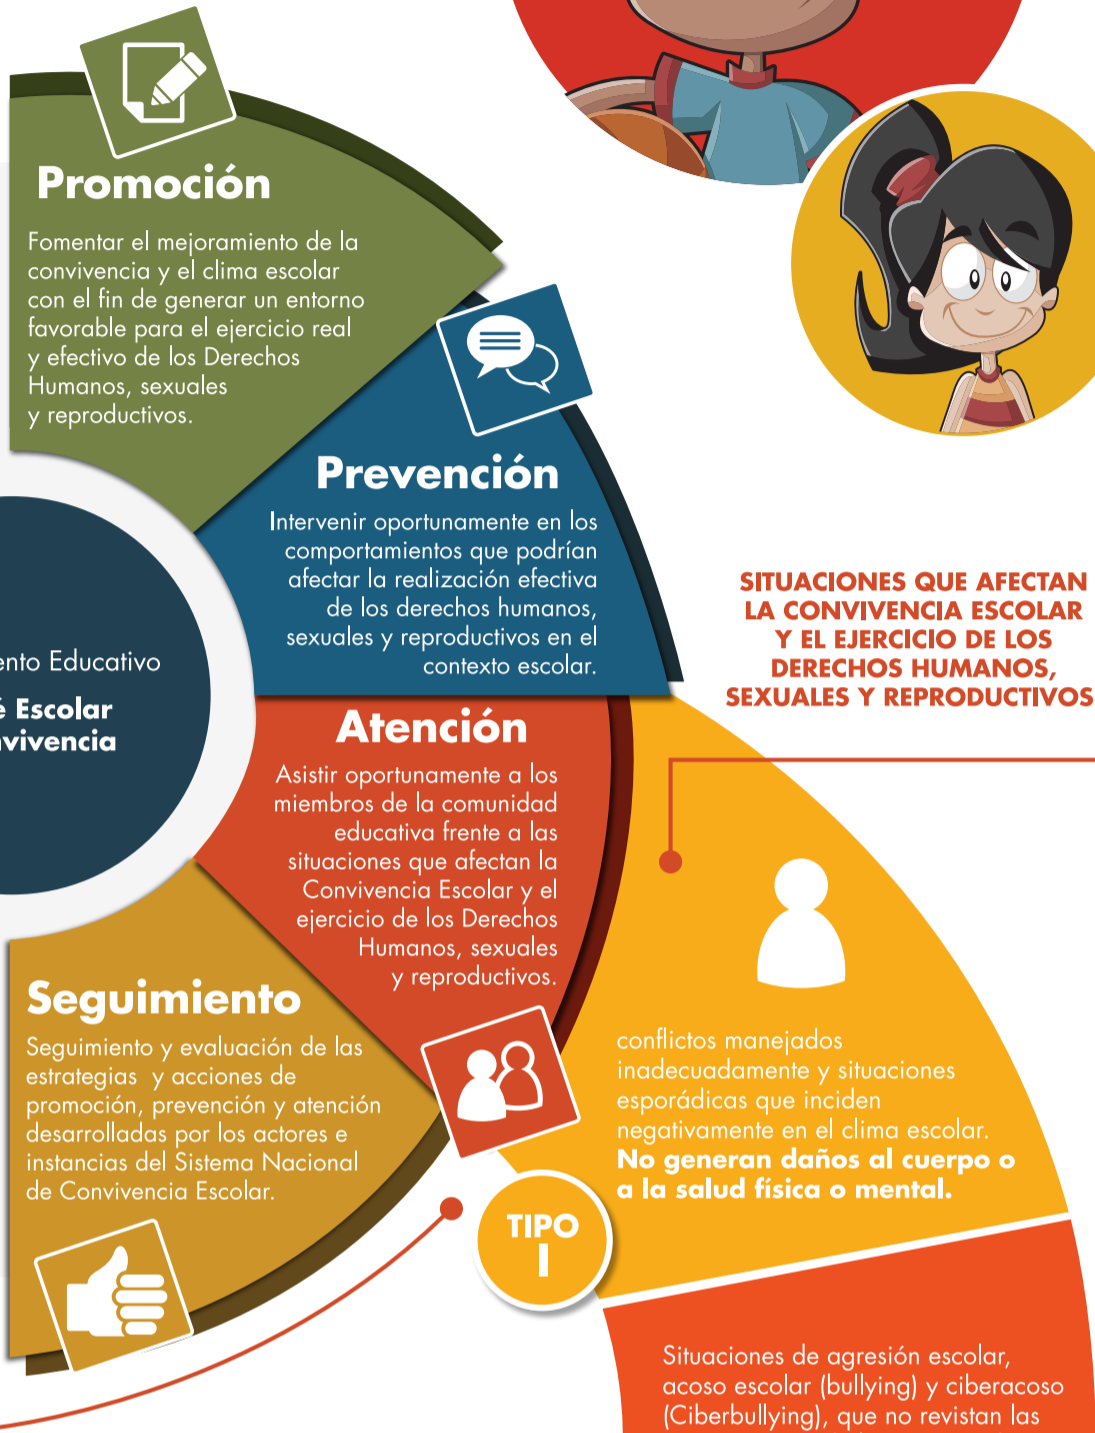 Promoción
Fomentar el mejoramiento de la
convivencia y el clima escolar
con el fin de generar un entorno
favorable para el ejercicio real
y efectivo de los Derechos
Humanos, sexuales
y reproductivos.
Prevención
Intervenir oportunamente en los
comportamientos que podrían
afectar la realización efectiva
de los derechos humanos,
sexuales y reproductivos en el
contexto escolar.
SITUACIONES QUE AFECTAN
LA CONVIVENCIA ESCOLAR
Y EL EJERCICIO DE LOS
DERECHOS HUMANOS,
SEXUALES Y REPRODUCTIVOS
Educativo
Escolar
Atención
Asistir oportunamente a los
miembros de la comunidad
educativa frente a las
situaciones que afectan la
Convivencia Escolar y el
ejercicio de los Derechos
Humanos, sexuales
y reproductivos.
Seguimiento
Seguimiento y evaluación de las
estrategias y acciones de
promoción, prevención y atención
desarrolladas por los actores e
instancias del Sistema Nacional
de Convivencia Escolar.
conflictos manejados
inadecuadamente y situaciones
esporádicas que inciden
negativamente en el clima escolar.
No generan daños al cuerpo o
a la salud física o mental.
TIPO
I
Situaciones de agresión escolar,
acoso escolar (bullying) y ciberacoso
(Ciberbullying), que no revistan las